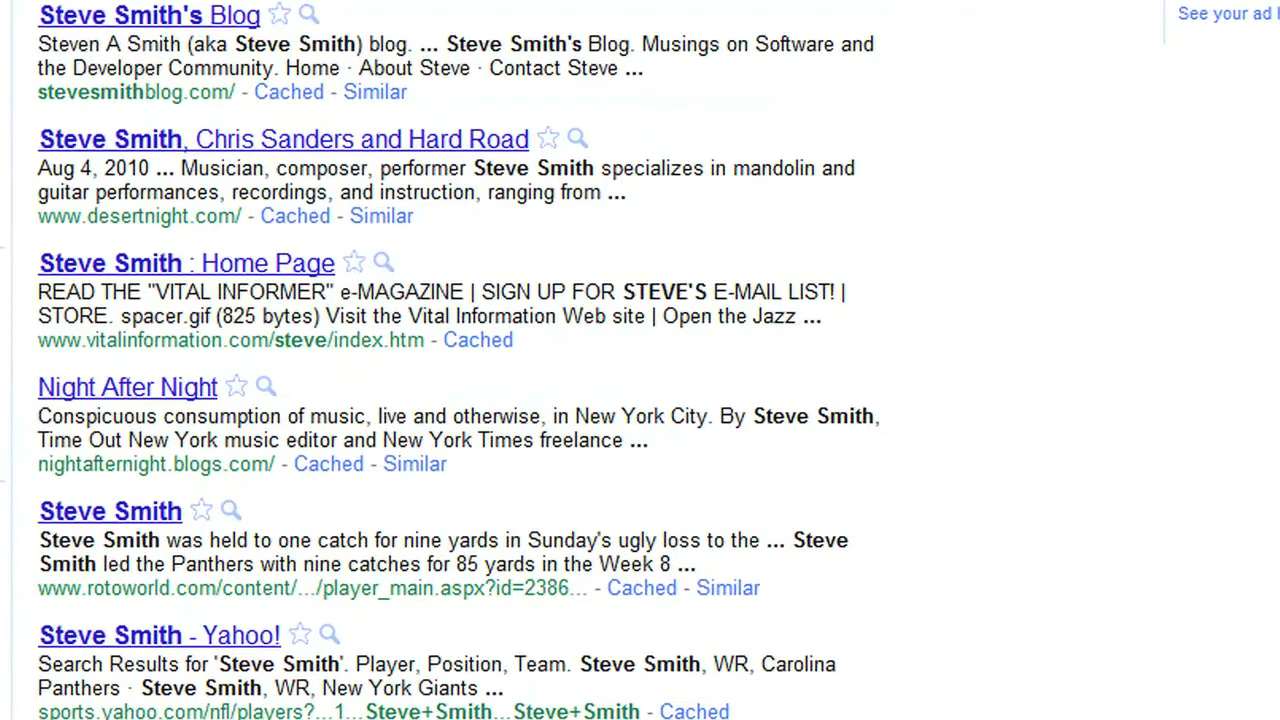 Steve Smith's Blog
See your ad
Steven A Smith (aka Steve Smith) blog. ... Steve Smith's Blog. Musings on Software and
the Developer Community. Home · About Steve · Contact Steve ...
stevesmithblog.com/ - Cached - Similar
Steve Smith, Chris Sanders and Hard Road
Aug 4, 2010 ... Musician, composer, performer Steve Smith specializes in mandolin and
guitar performances, recordings, and instruction, ranging from ...
www.desertnight.com/ - Cached - Similar
Steve Smith : Home Page
READ THE "VITAL INFORMER" e-MAGAZINE | SIGN UP FOR STEVE'S E-MAIL LIST! |
STORE. spacer.gif (825 bytes) Visit the Vital Information Web site | Open the Jazz ...
www.vitalinformation.com/steve/index.htm - Cached
Night After Night
Conspicuous consumption of music, live and otherwise, in New York City. By Steve Smith,
Time Out New York music editor and New York Times freelance ...
nightafternight.blogs.com/ - Cached - Similar
Steve Smith
Steve Smith was held to one catch for nine yards in Sunday's ugly loss to the ... Steve
Smith led the Panthers with nine catches for 85 yards in the Week 8 ...
www.rotoworld.com/content/.../player_main.aspx?id=2386... - Cached - Similar
Steve Smith - Yahoo!
Search Results for 'Steve Smith'. Player, Position, Team. Steve Smith, WR, Carolina
Panthers · Steve Smith, WR, New York Giants ...
sports.yahoo.com/nfl/players?...1...Steve+Smith...Steve+Smith - Cached